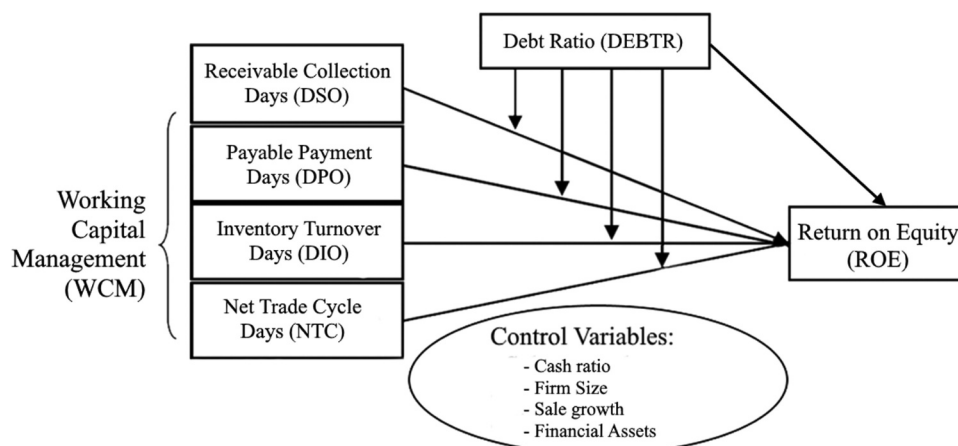 Debt Ratio (DEBTR)
Receivable Collection
Days (DSO)
Payable Payment
Days (DPO)
Inventory Turnover
Days (DIO)
Net Trade Cycle
Days (NTC)
Working
Capital
Management
(WCM)
Return on Equity
(ROE)
Control Variables:
- Cash ratio
- Firm Size
- Sale growth
- Financial Assets